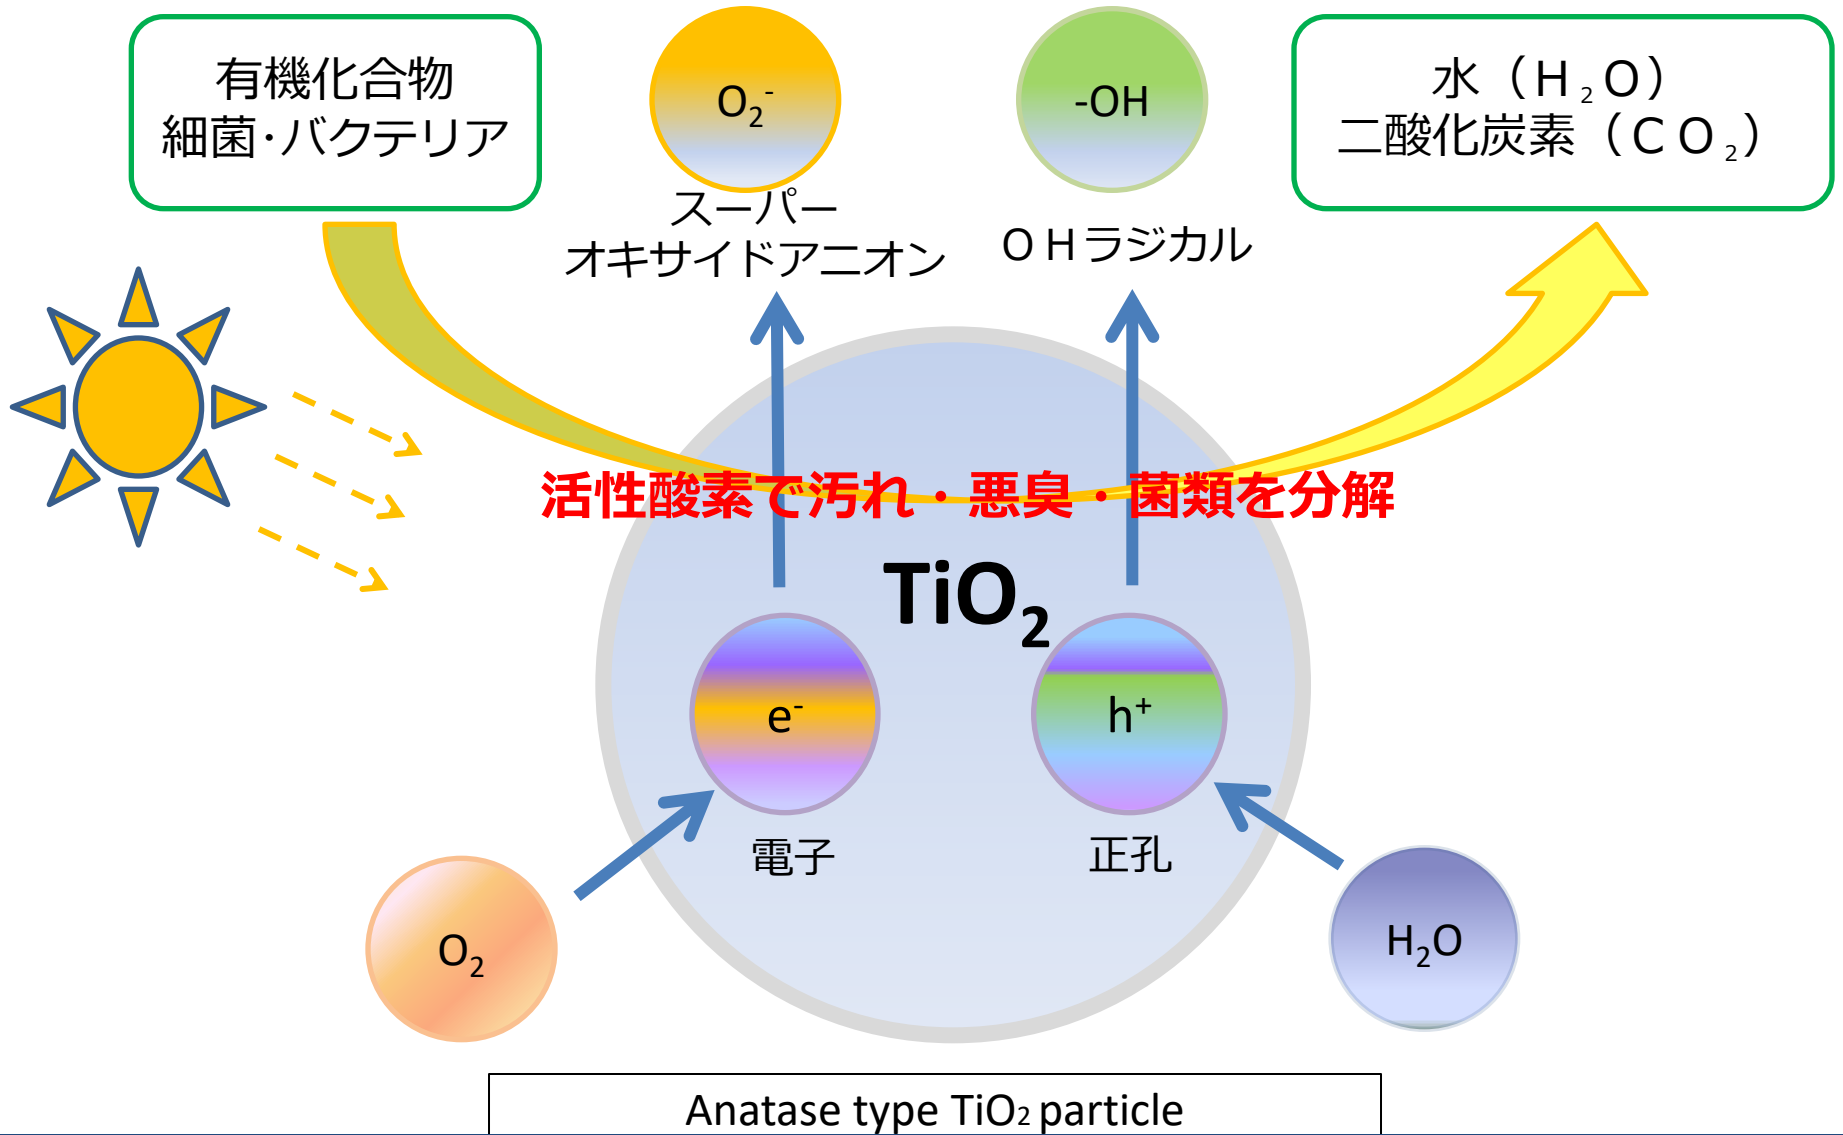 有機化合物
細菌・バクテリア
O₂⁻
スーパー
オキサイドアニオン
-OH
ＯＨラジカル
水（Ｈ₂Ｏ）
二酸化炭素（ＣＯ₂）
活性酸素で汚れ・悪臭・菌類を分解
TiO₂
e⁻
電子
h⁺
正孔
O₂
H₂O
Anatase type TiO₂ particle